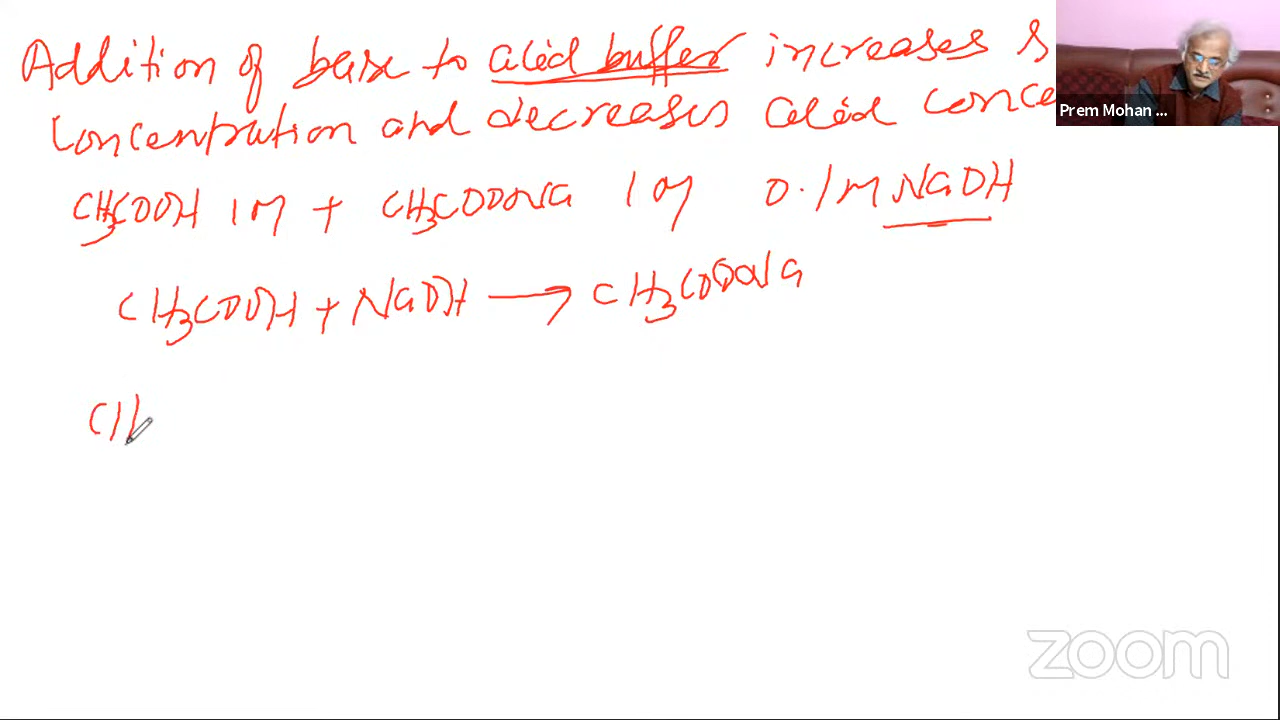 Addition of base to acid buffer increases s
concentration and decreases acid conce
CH3COOH 1M + CH3COONa 1M 0.1M NaOH
CH3COOH + NaOH → CH3COONa
CH
Prem Mohan ...
zoom